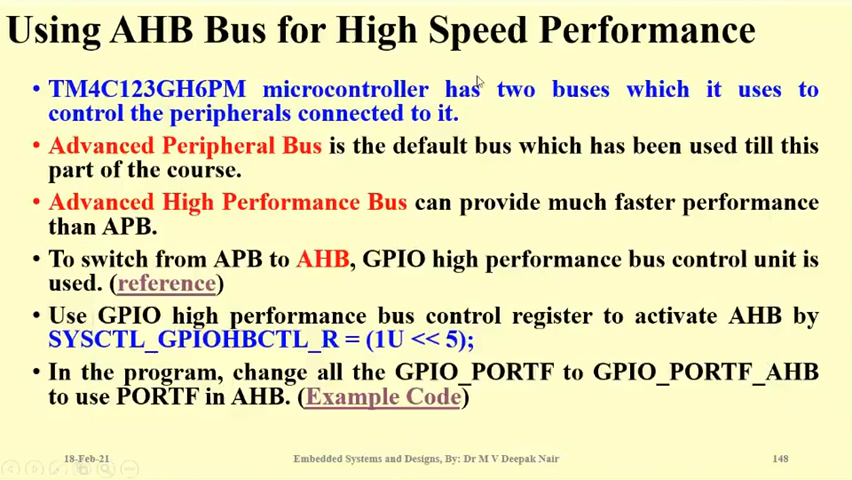 Using AHB Bus for High Speed Performance
• TM4C123GH6PM microcontroller has two buses which it uses to
control the peripherals connected to it.
• Advanced Peripheral Bus is the default bus which has been used till this
part of the course.
• Advanced High Performance Bus can provide much faster performance
than APB.
• To switch from APB to AHB, GPIO high performance bus control unit is
used. (reference)
• Use GPIO high performance bus control register to activate AHB by
SYSCTL_GPIOHBCTL_R = (1U << 5);
• In the program, change all the GPIO_PORTF to GPIO_PORTF_AHB
to use PORTF in AHB. (Example Code)
18-Feb-21 Embedded Systems and Designs, By: Dr M V Deepak Nair 148